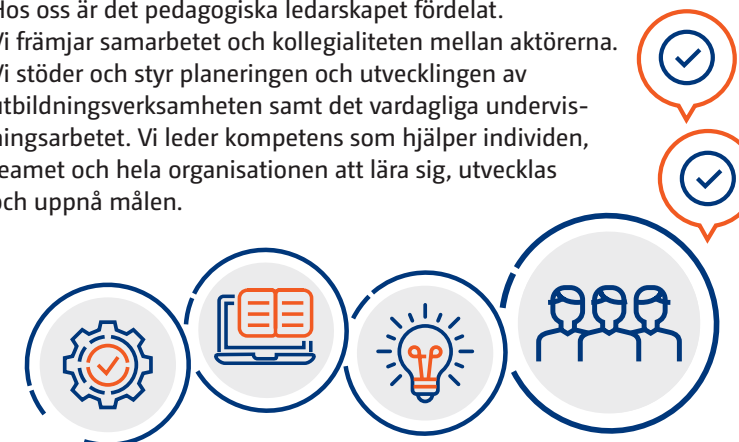 Hos oss är det pedagogiska ledarskapet fördelat.
Vi främjar samarbetet och kollegialiteten mellan aktörerna.
Vi stöder och styr planeringen och utvecklingen av
utbildningsverksamheten samt det vardagliga undervis-
ningsarbetet. Vi leder kompetens som hjälper individen,
teamet och hela organisationen att lära sig, utvecklas
och uppnå målen.